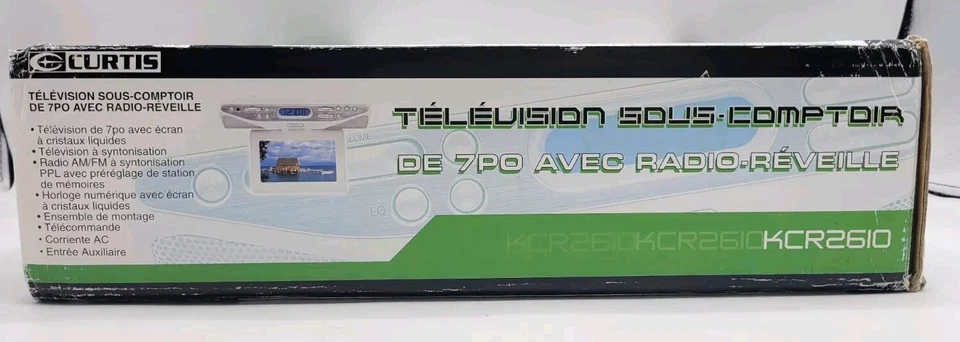 CURTIS
TÉLÉVISION SOUS-COMPTOIR
DE 7PO AVEC RADIO-RÉVEILLE
• Télévision de 7po avec écran
à cristaux liquides
• Télévision à syntonisation
• Radio AM/FM à syntonisation
PPL avec préréglage de station
de mémoires
• Horloge numérique avec écran
à cristaux liquides
• Ensemble de montage
• Télécommande
• Corriente AC
• Entrée Auxiliaire
TÉLÉVISION SOUS-COMPTOIR
DE 7PO AVEC RADIO-RÉVEILLE
EQ
KCR2610KCR2610KCR2610